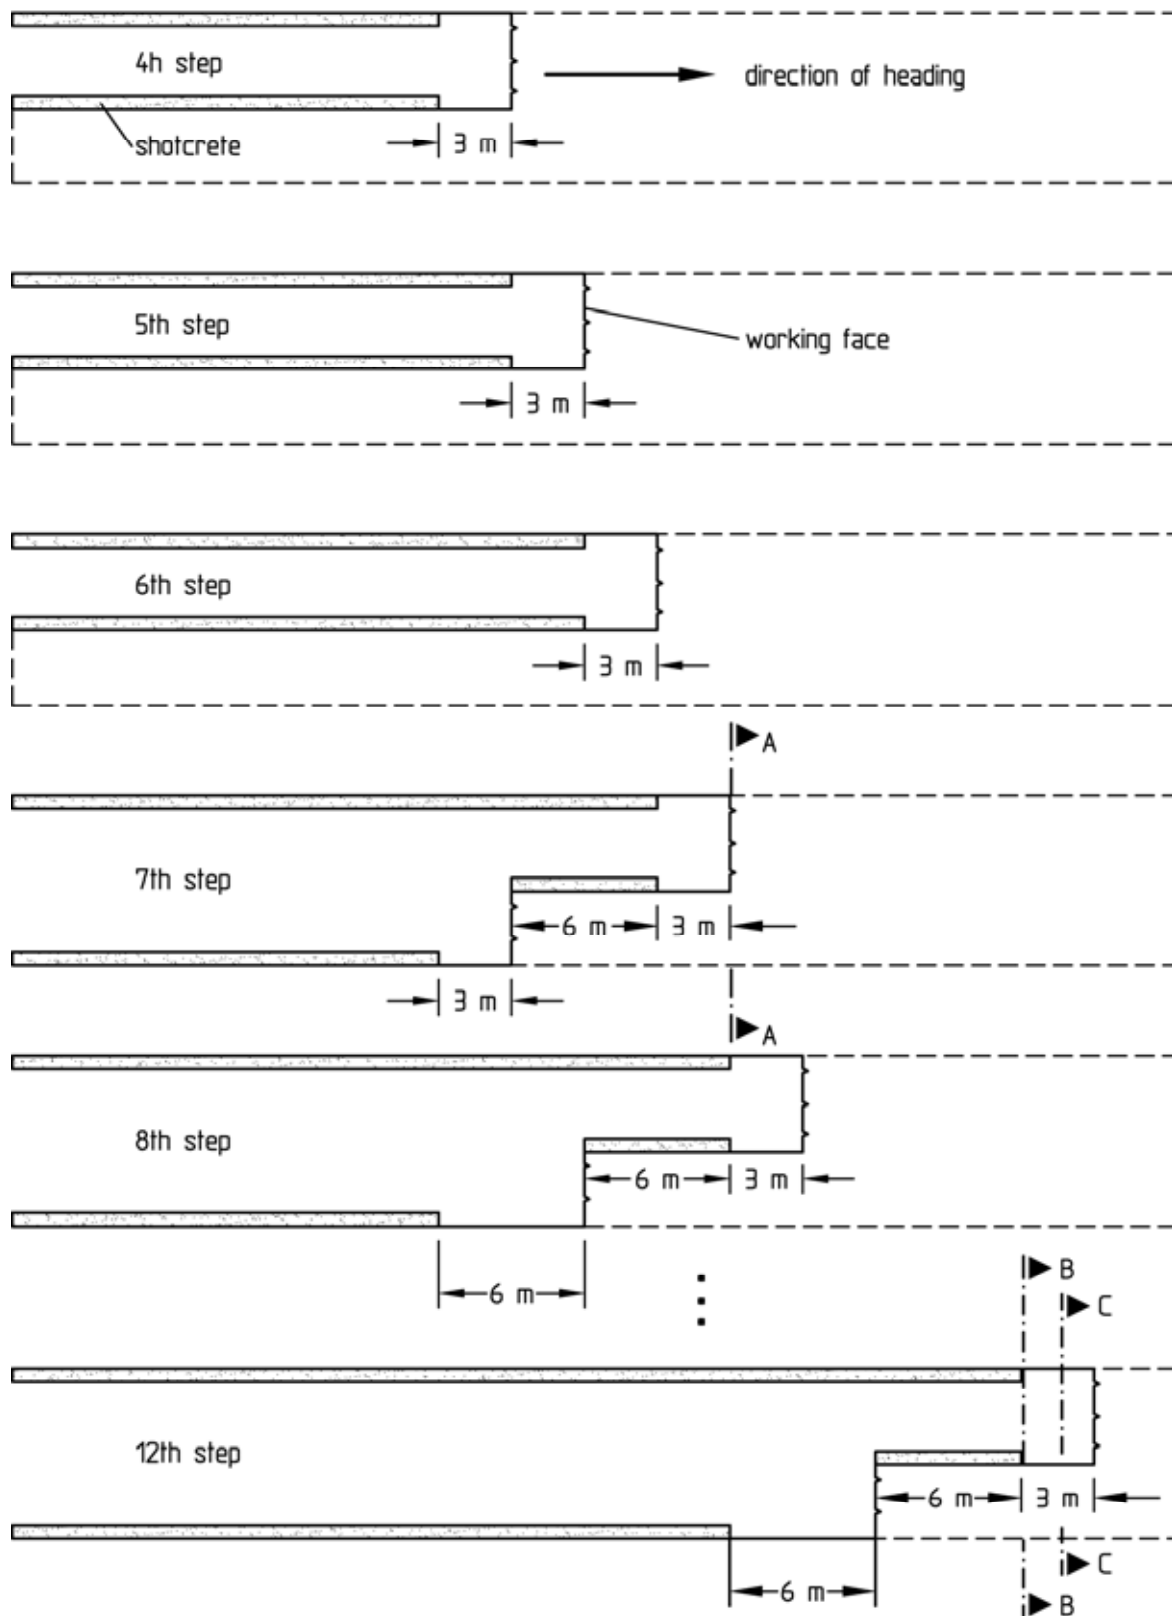 4h step
direction of heading
shotcrete
3 m
5th step
working face
3 m
6th step
3 m
A
7th step
6 m
3 m
3 m
A
8th step
6 m
3 m
6 m
B
C
12th step
6 m
3 m
C
6 m
B